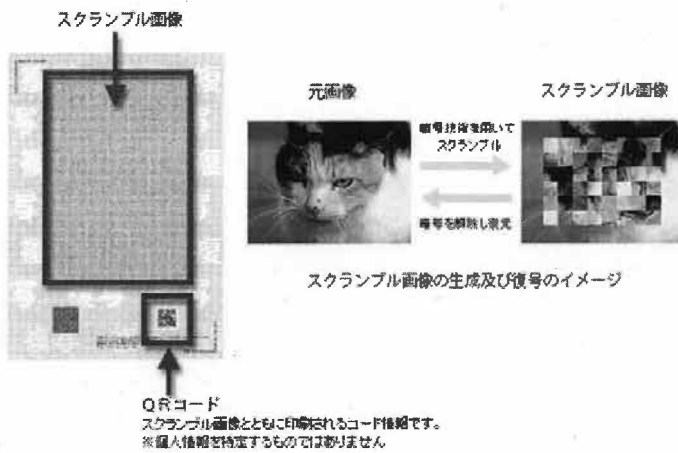 スクランブル画像
元画像
スクランブル画像
暗号技術を用いて
スクランブル
暗号を解除し復元
スクランブル画像の生成及び復号のイメージ
QRコード
スクランブル画像とともに印刷されるコード情報です。
※個人情報を特定するものではありません